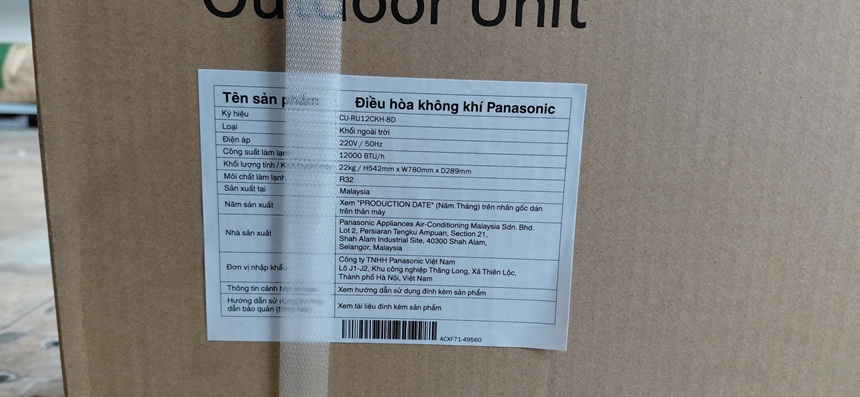 Outdoor Unit
Tên sản phẩm Điều hòa không khí Panasonic
Ký hiệu CU-RU12CKH-8D
Loại Khối ngoài trời
Điện áp 220V / 50Hz
Công suất làm lạnh 12000 BTU/h
Khối lượng tịnh / 22kg / H542mm x W780mm x D289mm
Môi chất làm lạnh R32
Sản xuất tại Malaysia
Năm sản xuất Xem "PRODUCTION DATE" (Năm.Tháng) trên nhãn gốc dán
trên thân máy
Nhà sản xuất Panasonic Appliances Air-Conditioning Malaysia Sdn. Bhd.
Lot 2, Persiaran Tengku Ampuan, Section 21,
Shah Alam Industrial Site, 40300 Shah Alam,
Selangor, Malaysia
Đơn vị nhập khẩu Công ty TNHH Panasonic Việt Nam
Lô J1-J2, Khu công nghiệp Thăng Long, Xã Thiên Lộc,
Thành phố Hà Nội, Việt Nam
Thông tin cảnh Xem hướng dẫn sử dụng đính kèm sản phẩm
Hướng dẫn sử dụng, Xem tài liệu đính kèm sản phẩm
dẫn bảo quản
ACXF71-49560